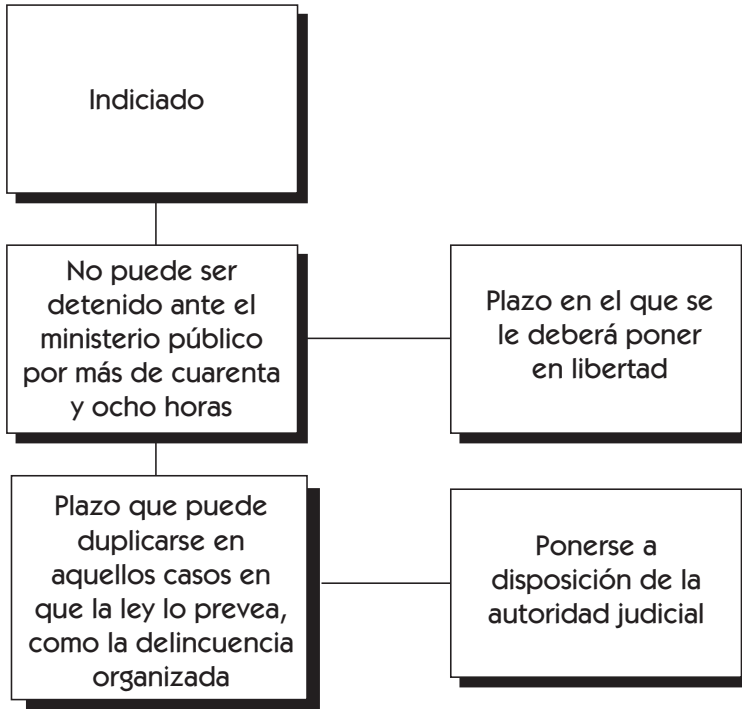 Indiciado
No puede ser
detenido ante el
ministerio público
por más de cuarenta
y ocho horas
Plazo en el que se
le deberá poner
en libertad
Plazo que puede
duplicarse en
aquellos casos en
que la ley lo prevea,
como la delincuencia
organizada
Ponerse a
disposición de la
autoridad judicial